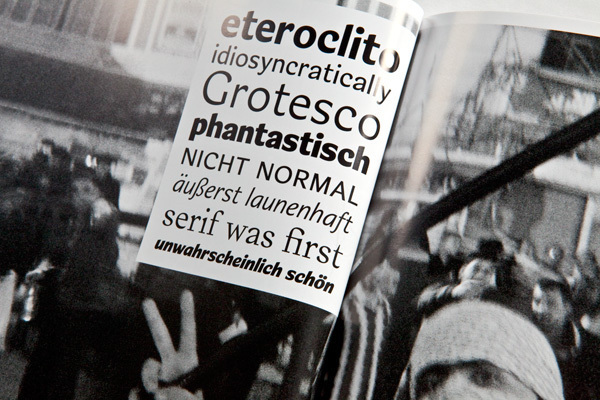 eteroclito
idiosyncratically
Grotesco
phantastisch
NICHT NORMAL
äußerst launenhaft
serif was first
unwahrscheinlich schön